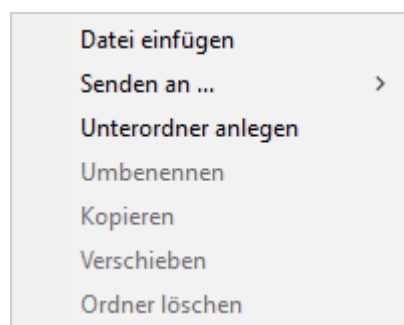 Datei einfügen
Senden an ...
Unterordner anlegen
Umbenennen
Kopieren
Verschieben
Ordner löschen